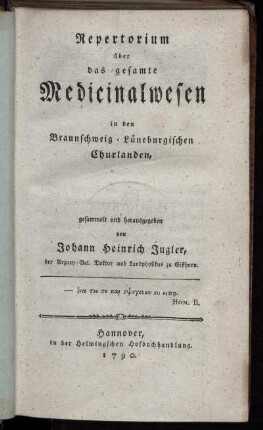 Repertorium
über
das gesamte
Medicinalwesen
in den
Braunschweig-Lüneburgischen
Churlanden,
gesammelt und herausgegeben
von
Johann Heinrich Jugler,
der Arzney-Gel. Doktor und Landphysikus zu Gifhorn.
HOM. Il.
Hannover,
in der Helwingschen Hofbuchhandlung.
1790.